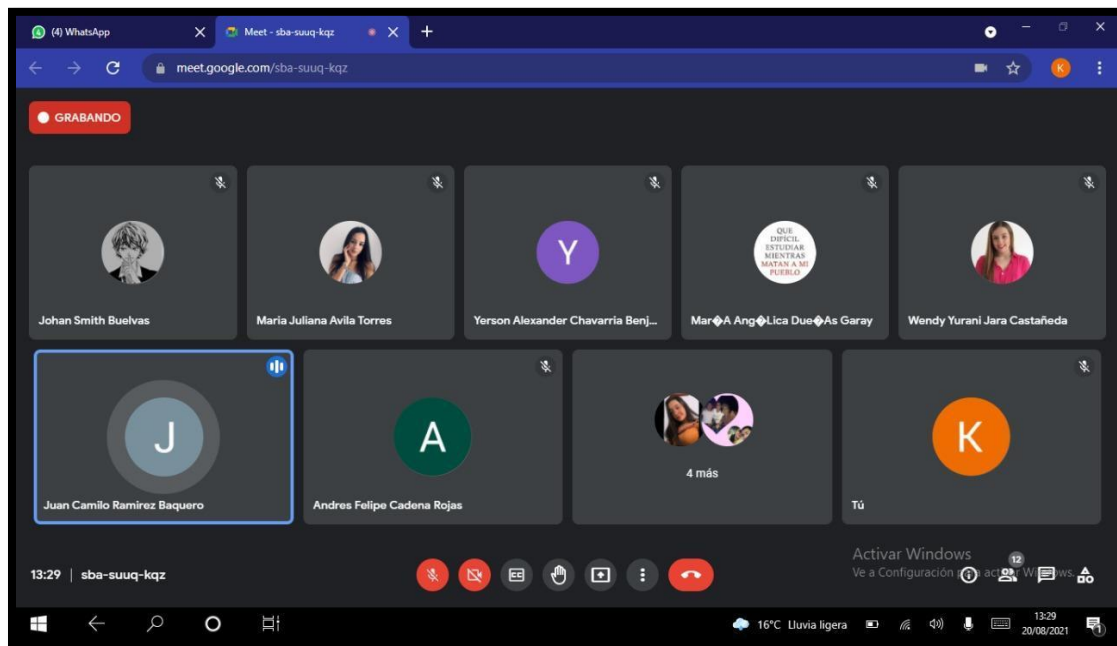 (4) WhatsApp
Meet - sba-suuq-kqz
meet.google.com/sba-suuq-kqz
K
GRABANDO
Y
QUE
DIFÍCIL
ESTUDIAR
MIENTRAS
MATAN A MI
PUEBLO
Johan Smith Buelvas
Maria Juliana Avila Torres
Yerson Alexander Chavarria Benj...
Mar�A Ang�Lica Due�As Garay
Wendy Yurani Jara Castañeda
J
A
K
4 más
Juan Camilo Ramirez Baquero
Andres Felipe Cadena Rojas
Tú
Activar Windows
Ve a Configuración para activar Windows.
12
13:29 | sba-suuq-kqz
CC
16°C Lluvia ligera
13:29
20/08/2021
1